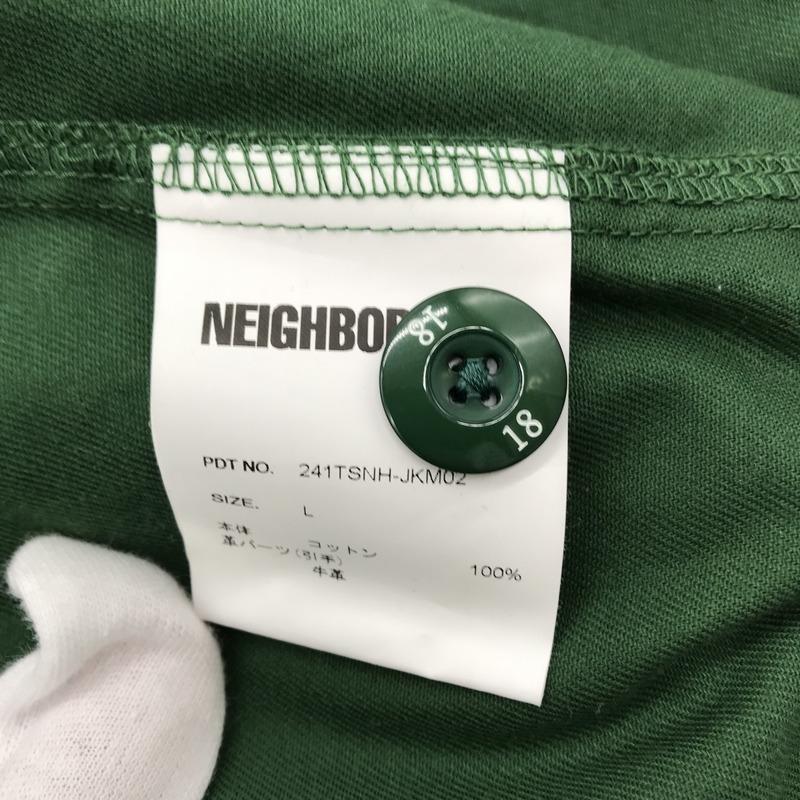 NEIGHBOR
18
18
PDT NO. 241TSNH-JKM02
SIZE. L
本体 コットン
革パーツ(引手)
牛革 100%